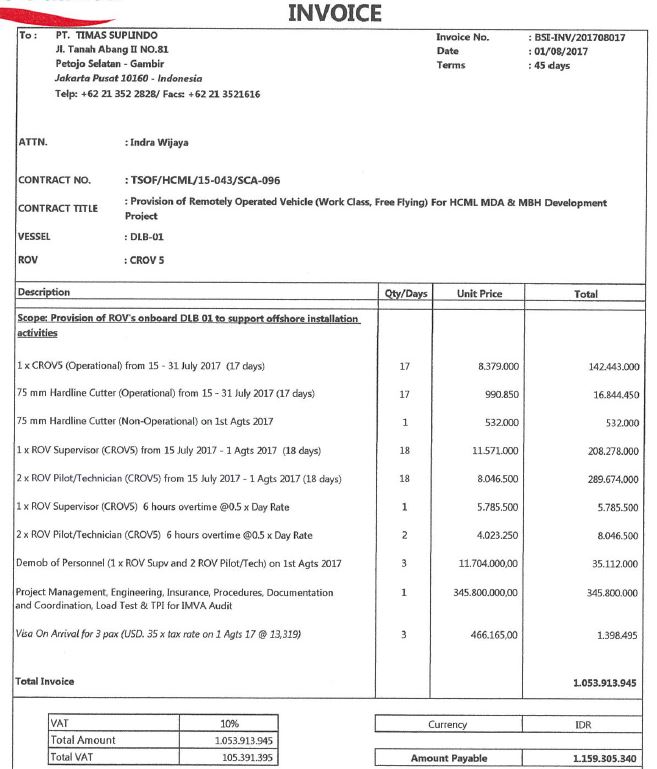 INVOICE
To : PT. TIMAS SUPLINDO
Jl. Tanah Abang II NO.81
Petojo Selatan - Gambir
Jakarta Pusat 10160 - Indonesia
Telp: +62 21 352 2828/ Facs: +62 21 3521616
Invoice No. : BSI-INV/201708017
Date : 01/08/2017
Terms : 45 days
ATTN. : Indra Wijaya
CONTRACT NO. : TSOF/HCML/15-043/SCA-096
CONTRACT TITLE : Provision of Remotely Operated Vehicle (Work Class, Free Flying) For HCML MDA & MBH Development
Project
VESSEL : DLB-01
ROV : CROV 5
Description Qty/Days Unit Price Total
Scope: Provision of ROV's onboard DLB 01 to support offshore installation
activities
1 x CROV5 (Operational) from 15 - 31 July 2017 (17 days) 17 8.379.000 142.443.000
75 mm Hardline Cutter (Operational) from 15 - 31 July 2017 (17 days) 17 990.850 16.844.450
75 mm Hardline Cutter (Non-Operational) on 1st Agts 2017 1 532.000 532.000
1 x ROV Supervisor (CROV5) from 15 July 2017 - 1 Agts 2017 (18 days) 18 11.571.000 208.278.000
2 x ROV Pilot/Technician (CROV5) from 15 July 2017 - 1 Agts 2017 (18 days) 18 8.046.500 289.674.000
1 x ROV Supervisor (CROV5) 6 hours overtime @0.5 x Day Rate 1 5.785.500 5.785.500
2 x ROV Pilot/Technician (CROV5) 6 hours overtime @0.5 x Day Rate 2 4.023.250 8.046.500
Demob of Personnel (1 x ROV Supv and 2 ROV Pilot/Tech) on 1st Agts 2017 3 11.704.000,00 35.112.000
Project Management, Engineering, Insurance, Procedures, Documentation
and Coordination, Load Test & TPI for IMVA Audit 1 345.800.000,00 345.800.000
Visa On Arrival for 3 pax (USD. 35 x tax rate on 1 Agts 17 @ 13,319) 3 466.165,00 1.398.495
Total Invoice 1.053.913.945
VAT 10%
Total Amount 1.053.913.945
Total VAT 105.391.395
Currency IDR
Amount Payable 1.159.305.340